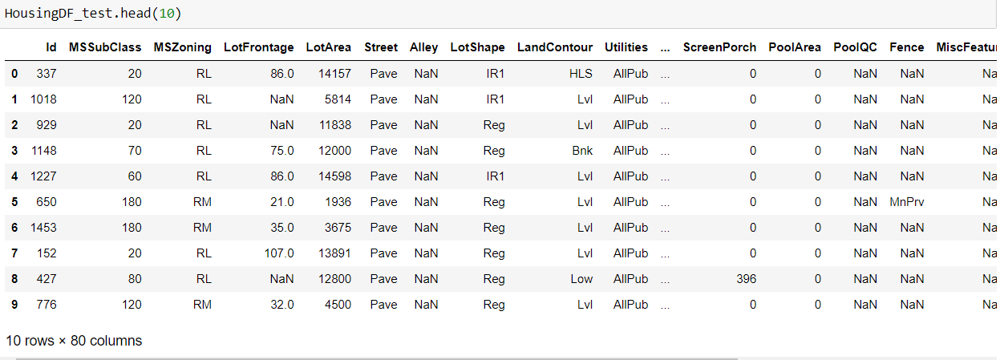 HousingDF_test.head(10)
Id MSSubClass MSZoning LotFrontage LotArea Street Alley LotShape LandContour Utilities ... ScreenPorch PoolArea PoolQC Fence MiscFeatu
0 337 20 RL 86.0 14157 Pave NaN IR1 HLS AllPub ... 0 0 NaN NaN Na
1 1018 120 RL NaN 5814 Pave NaN IR1 Lvl AllPub ... 0 0 NaN NaN Na
2 929 20 RL NaN 11838 Pave NaN Reg Lvl AllPub ... 0 0 NaN NaN Na
3 1148 70 RL 75.0 12000 Pave NaN Reg Bnk AllPub ... 0 0 NaN NaN Na
4 1227 60 RL 86.0 14598 Pave NaN IR1 Lvl AllPub ... 0 0 NaN NaN Na
5 650 180 RM 21.0 1936 Pave NaN Reg Lvl AllPub ... 0 0 NaN MnPrv Na
6 1453 180 RM 35.0 3675 Pave NaN Reg Lvl AllPub ... 0 0 NaN NaN Na
7 152 20 RL 107.0 13891 Pave NaN Reg Lvl AllPub ... 0 0 NaN NaN Na
8 427 80 RL NaN 12800 Pave NaN Reg Low AllPub ... 396 0 NaN NaN Na
9 776 120 RM 32.0 4500 Pave NaN Reg Lvl AllPub ... 0 0 NaN NaN Na
10 rows × 80 columns